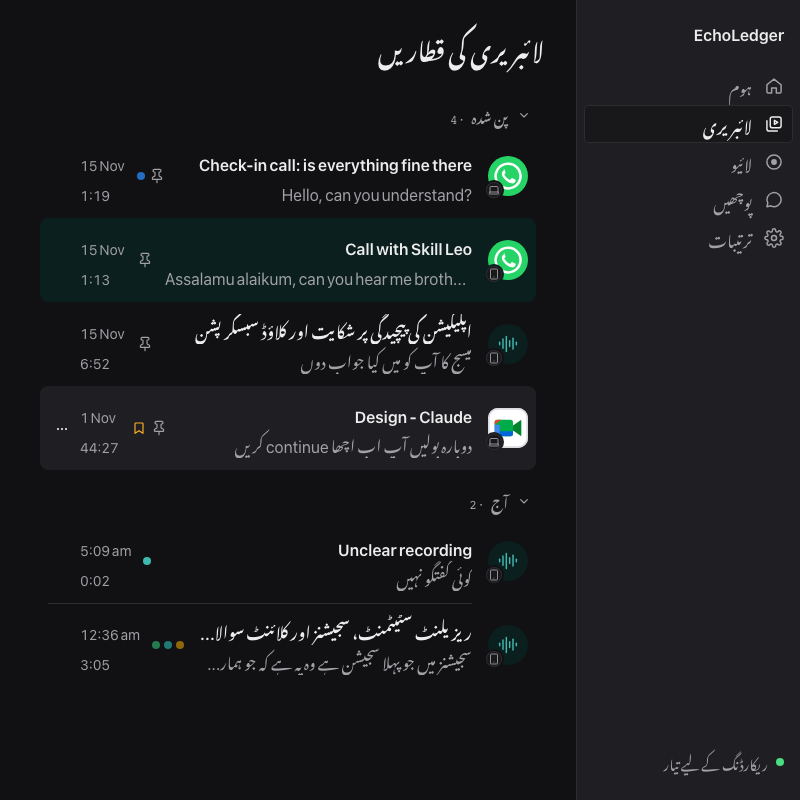 EchoLedger
ہوم
لائبریری
لائیو
پوچھیں
ترتیبات
ریکارڈنگ کے لیے تیار
لائبریری کی قطاریں
پن شدہ · 4
Check-in call: is everything fine there
15 Nov
Hello, can you understand?
1:19
Call with Skill Leo
15 Nov
Assalamu alaikum, can you hear me broth...
1:13
اپلیکیشن کی پیچیدگی پر شکایت اور کلاؤڈ سبسکرپشن
15 Nov
میسج کا آپ کو میں کیا جواب دوں
6:52
Design - Claude
1 Nov
...
دوبارہ بولیں آپ اب اچھا continue کریں
44:27
آج · 2
Unclear recording
5:09 am
کوئی گفتگو نہیں
0:02
ریزیلنٹ سٹیٹمنٹ، سجیشنز اور کلائنٹ سوالا...
12:36 am
سجیشنز میں جو پہلا سجیشن ہے وہ یہ ہے کہ جو ہمار...
3:05